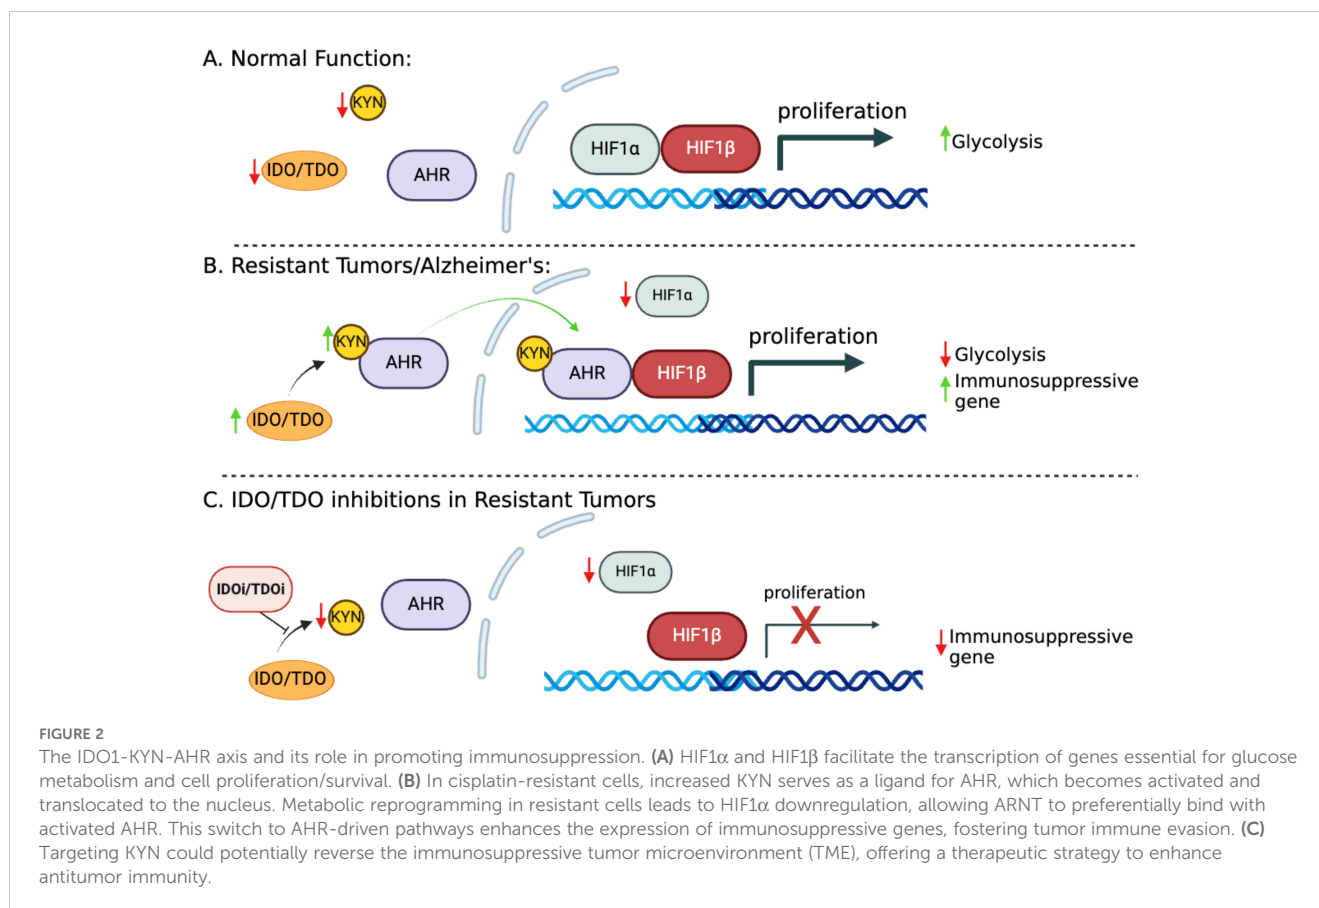 A. Normal Function:
KYN
IDO/TDO
AHR
HIF1α
HIF1β
proliferation
Glycolysis
B. Resistant Tumors/Alzheimer's:
KYN
AHR
IDO/TDO
HIF1α
KYN
AHR
HIF1β
proliferation
Glycolysis
Immunosuppressive
gene
C. IDO/TDO inhibitions in Resistant Tumors
IDOi/TDOi
KYN
AHR
IDO/TDO
HIF1α
HIF1β
proliferation
X
Immunosuppressive
gene
FIGURE 2
The IDO1-KYN-AHR axis and its role in promoting immunosuppression. (A) HIF1α and HIF1β facilitate the transcription of genes essential for glucose
metabolism and cell proliferation/survival. (B) In cisplatin-resistant cells, increased KYN serves as a ligand for AHR, which becomes activated and
translocated to the nucleus. Metabolic reprogramming in resistant cells leads to HIF1α downregulation, allowing ARNT to preferentially bind with
activated AHR. This switch to AHR-driven pathways enhances the expression of immunosuppressive genes, fostering tumor immune evasion. (C)
Targeting KYN could potentially reverse the immunosuppressive tumor microenvironment (TME), offering a therapeutic strategy to enhance
antitumor immunity.